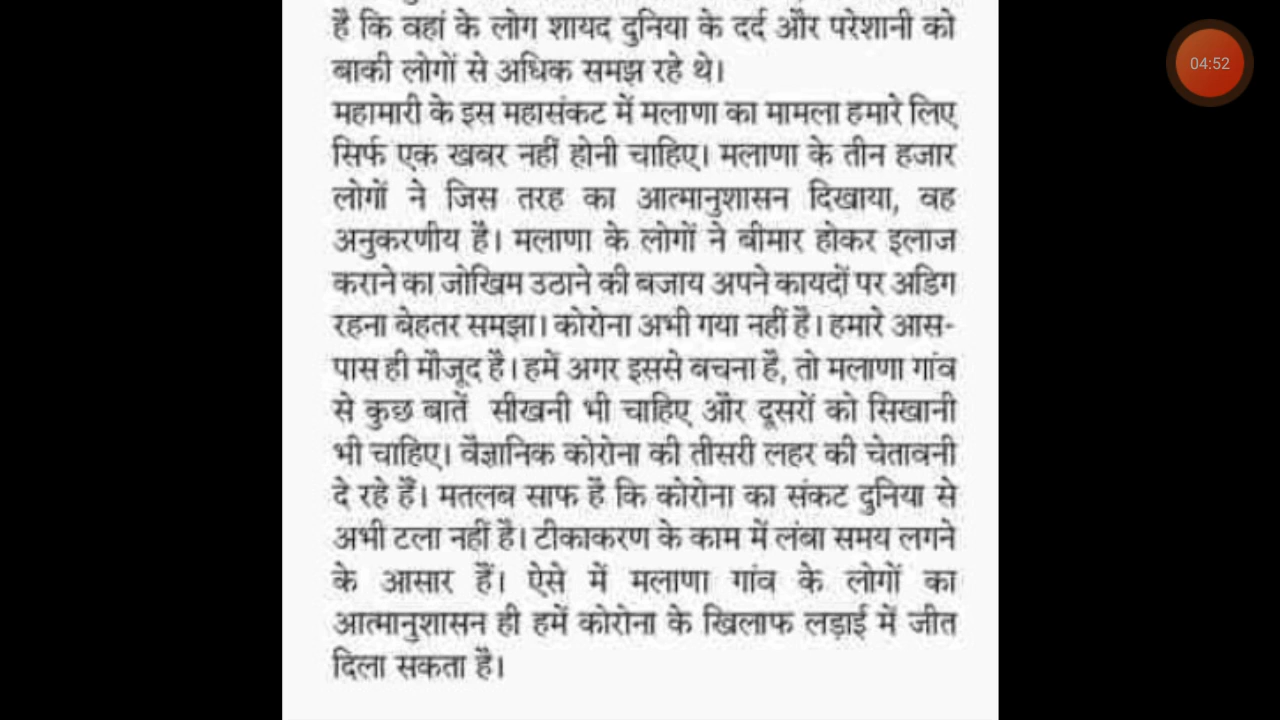 है कि वहां के लोग शायद दुनिया के दर्द और परेशानी को
बाकी लोगों से अधिक समझ रहे थे।
महामारी के इस महासंकट में मलाणा का मामला हमारे लिए
सिर्फ एक खबर नहीं होनी चाहिए। मलाणा के तीन हजार
लोगों ने जिस तरह का आत्मानुशासन दिखाया, वह
अनुकरणीय है। मलाणा के लोगों ने बीमार होकर इलाज
कराने का जोखिम उठाने की बजाय अपने कायदों पर अडिग
रहना बेहतर समझा। कोरोना अभी गया नहीं है। हमारे आस-
पास ही मौजूद है। हमें अगर इससे बचना है, तो मलाणा गांव
से कुछ बातें सीखनी भी चाहिए और दूसरों को सिखानी
भी चाहिए। वैज्ञानिक कोरोना की तीसरी लहर की चेतावनी
दे रहे हैं। मतलब साफ है कि कोरोना का संकट दुनिया से
अभी टला नहीं है। टीकाकरण के काम में लंबा समय लगने
के आसार हैं। ऐसे में मलाणा गांव के लोगों का
आत्मानुशासन ही हमें कोरोना के खिलाफ लड़ाई में जीत
दिला सकता है।
04:52